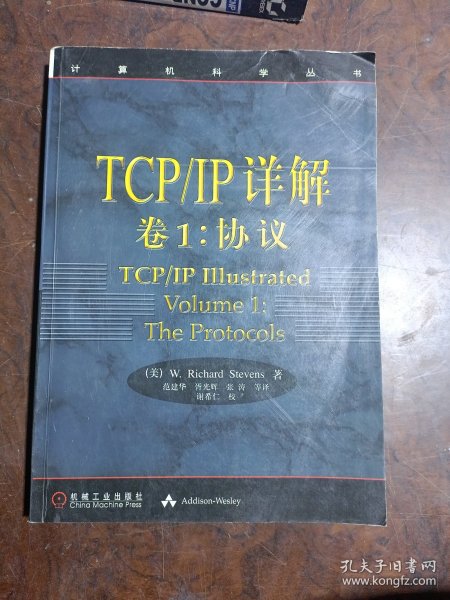 计算机科学丛书
TCP/IP 详解
卷1:协议
TCP/IP Illustrated
Volume 1:
The Protocols
(美) W. Richard Stevens 著
范建华 胥光辉 张涛 等译
谢希仁 校
机械工业出版社
China Machine Press
Addison-Wesley
孔夫子旧书网
www.kongfz.com